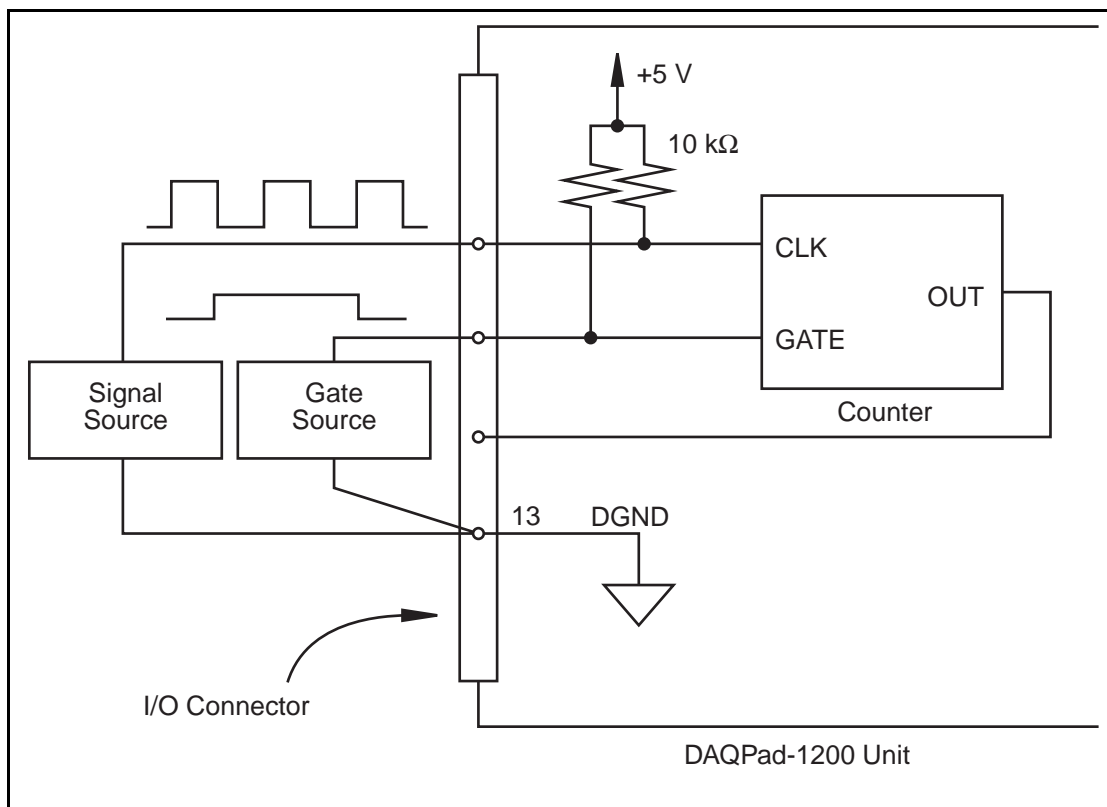 +5 V
10 kΩ
CLK
OUT
GATE
Signal
Source
Gate
Source
Counter
13
DGND
I/O Connector
DAQPad-1200 Unit